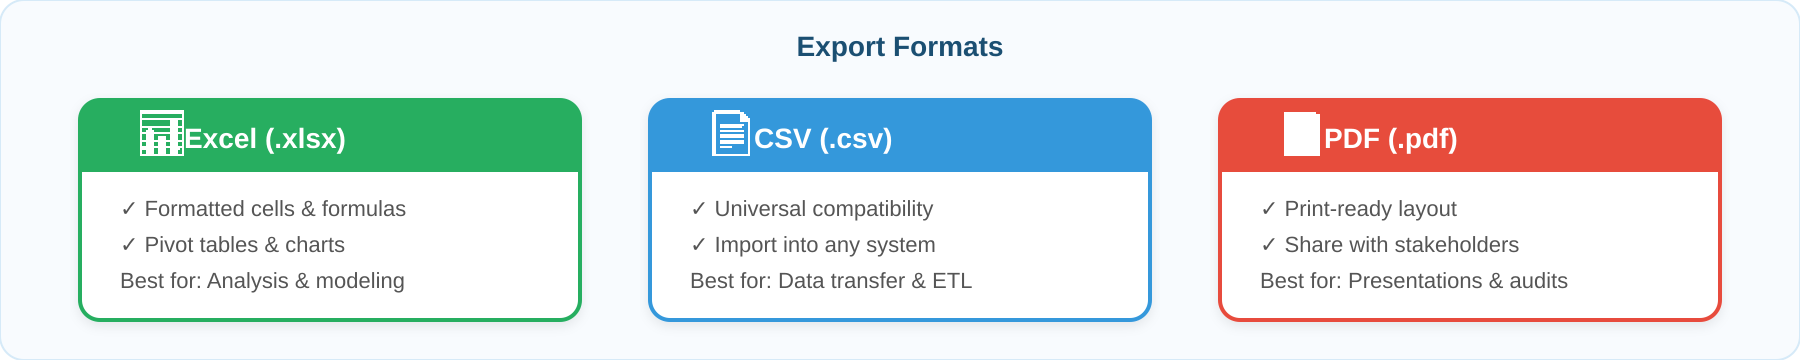 Export Formats
Excel (.xlsx)
✓ Formatted cells & formulas
✓ Pivot tables & charts
Best for: Analysis & modeling
CSV (.csv)
✓ Universal compatibility
✓ Import into any system
Best for: Data transfer & ETL
PDF (.pdf)
✓ Print-ready layout
✓ Share with stakeholders
Best for: Presentations & audits